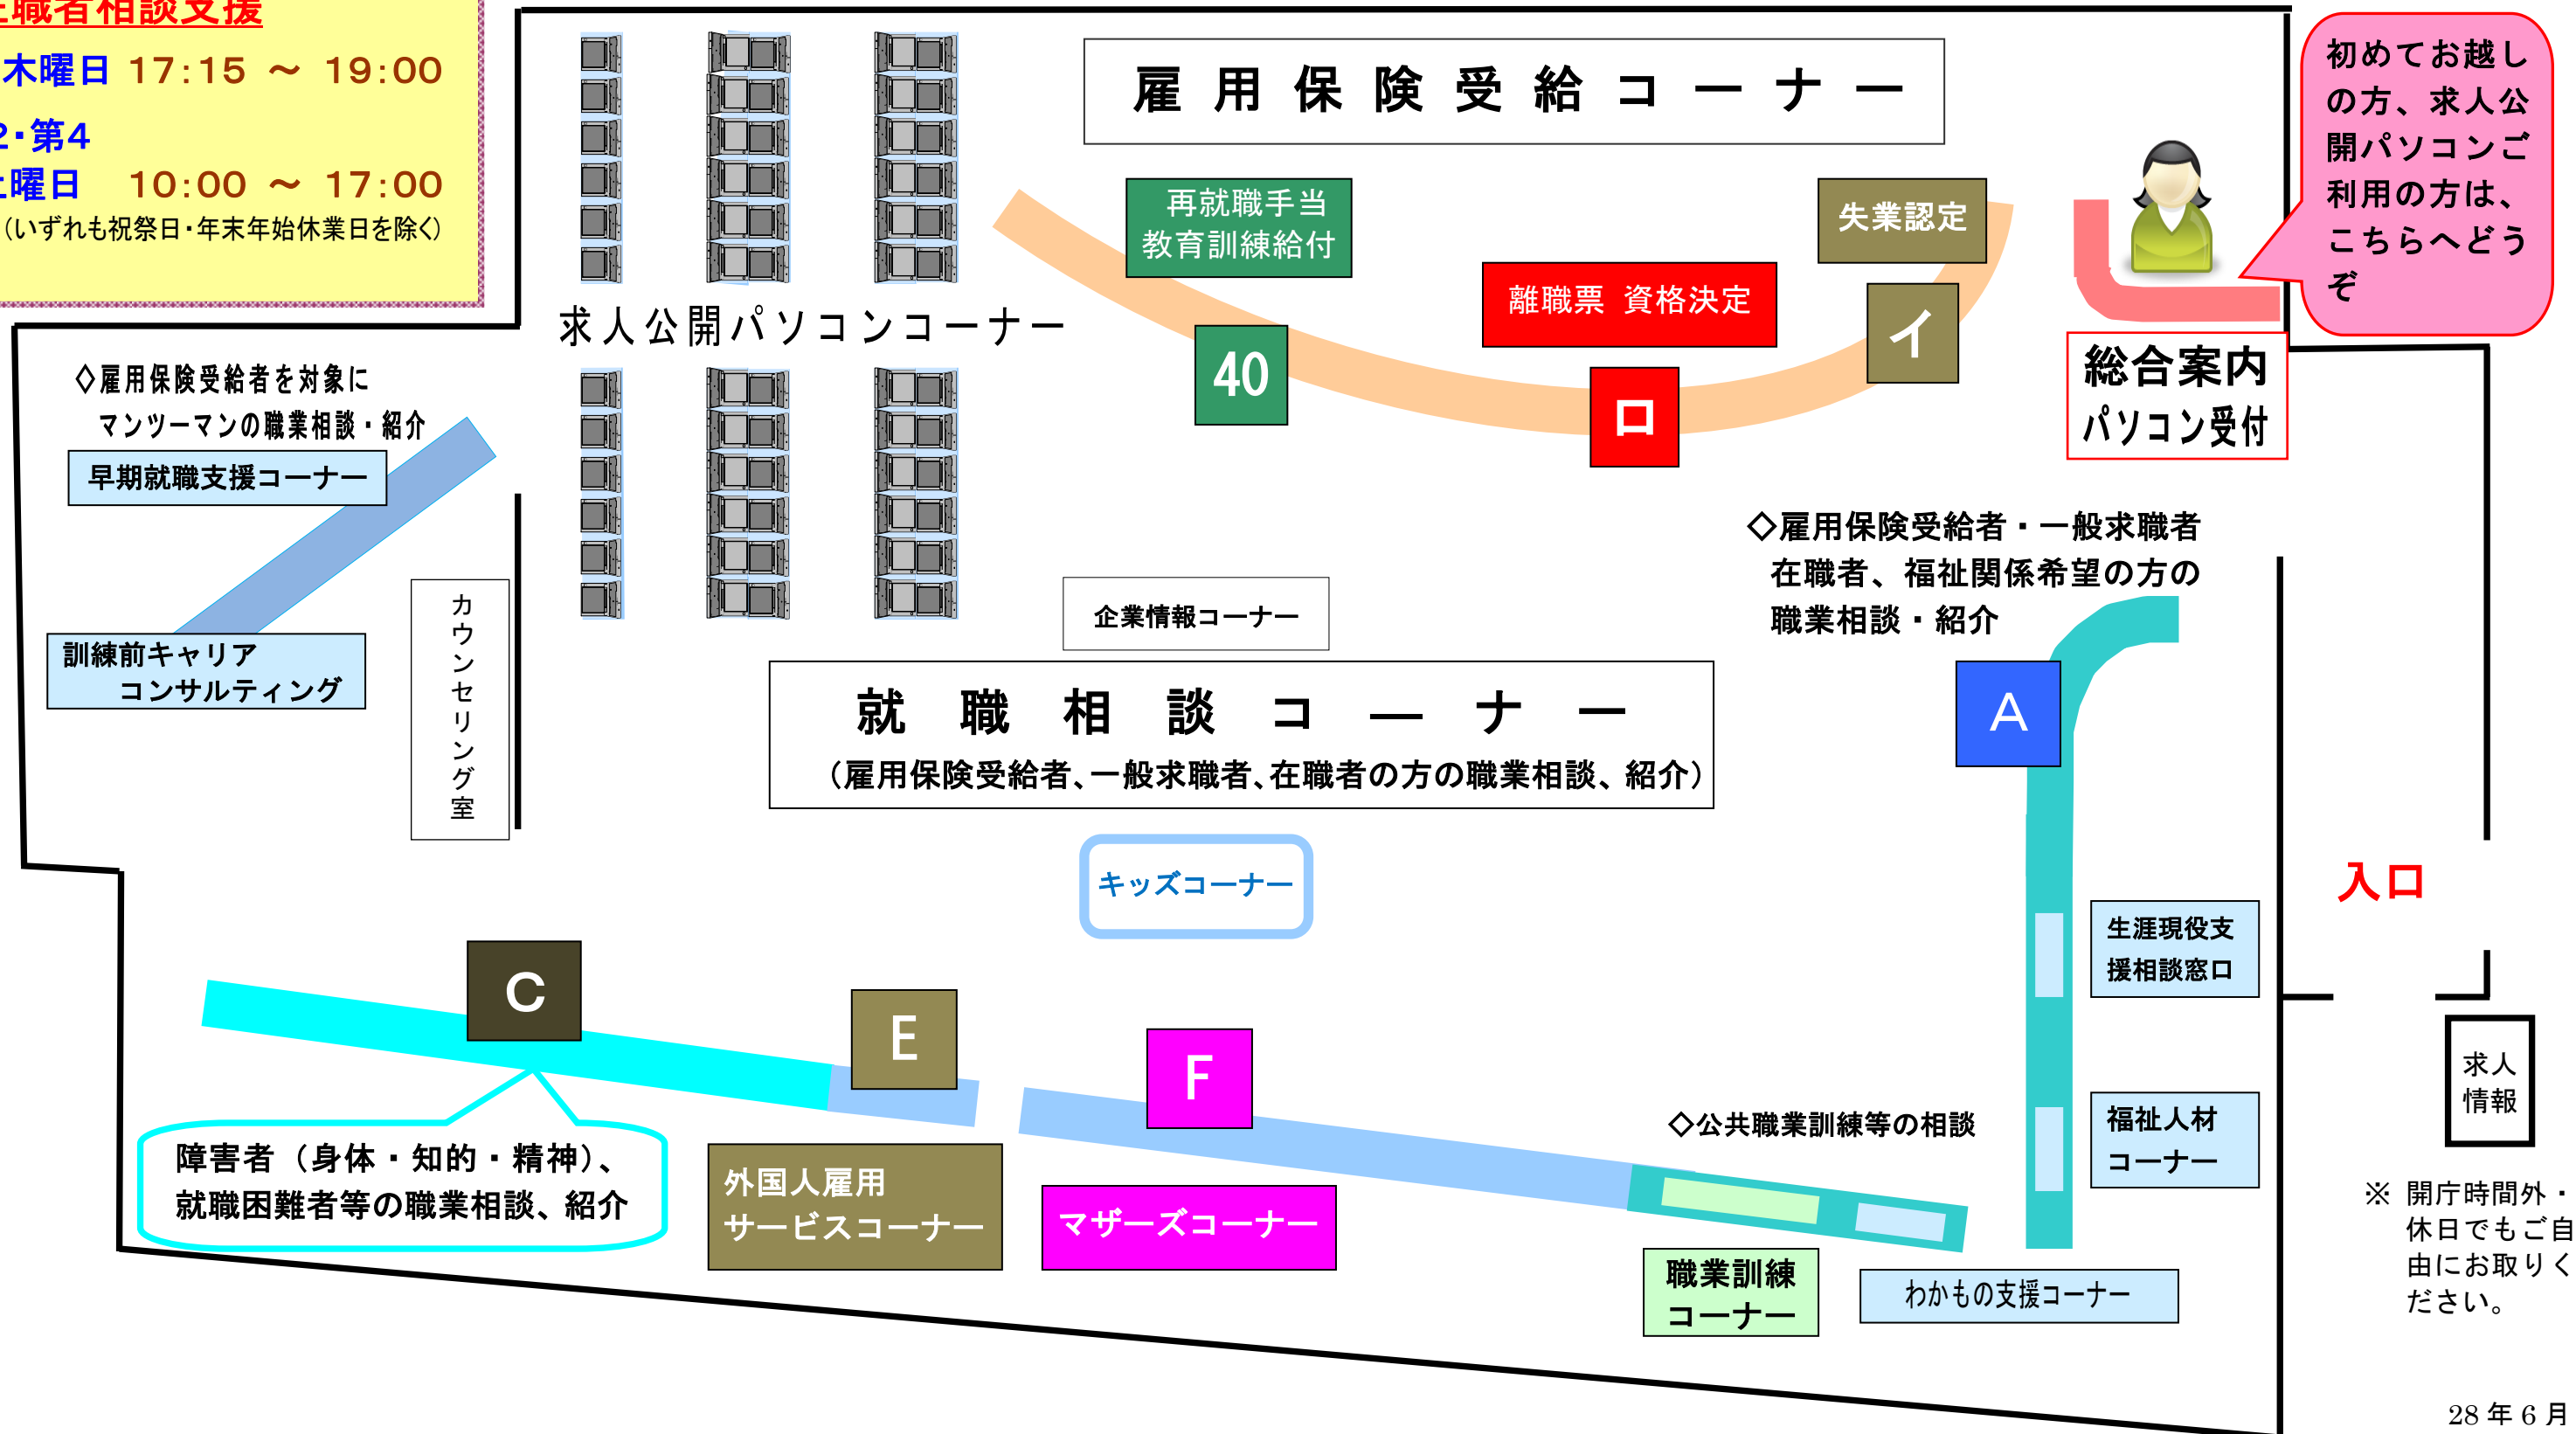 職者相談支援
木曜日 17:15 ～ 19:00
2・第4
曜日 10:00 ～ 17:00
（いずれも祝祭日・年末年始休業日を除く）
雇用保険受給コーナー
初めてお越し
の方、求人公
開パソコンご
利用の方は、
こちらへどう
ぞ
再就職手当
教育訓練給付
失業認定
離職票 資格決定
イ
40
ロ
求人公開パソコンコーナー
総合案内
パソコン受付
◇雇用保険受給者を対象に
マンツーマンの職業相談・紹介
早期就職支援コーナー
訓練前キャリア
コンサルティング
カウンセリング室
企業情報コーナー
◇雇用保険受給者・一般求職者
在職者、福祉関係希望の方の
職業相談・紹介
就職相談コーナー
（雇用保険受給者、一般求職者、在職者の方の職業相談、紹介）
A
キッズコーナー
入口
生涯現役支
援相談窓口
C
E
F
障害者（身体・知的・精神）、
就職困難者等の職業相談、紹介
外国人雇用
サービスコーナー
マザーズコーナー
◇公共職業訓練等の相談
福祉人材
コーナー
求人
情報
職業訓練
コーナー
わかもの支援コーナー
※ 開庁時間外・
休日でもご自
由にお取りく
ださい。
28 年 6 月